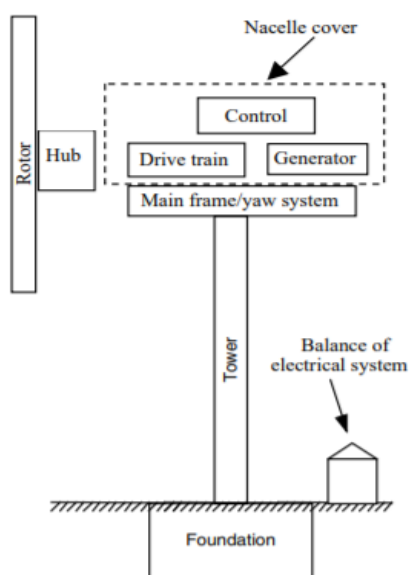 Nacelle cover
Control
Rotor
Hub
Drive train
Generator
Main frame/yaw system
Tower
Balance of
electrical system
Foundation